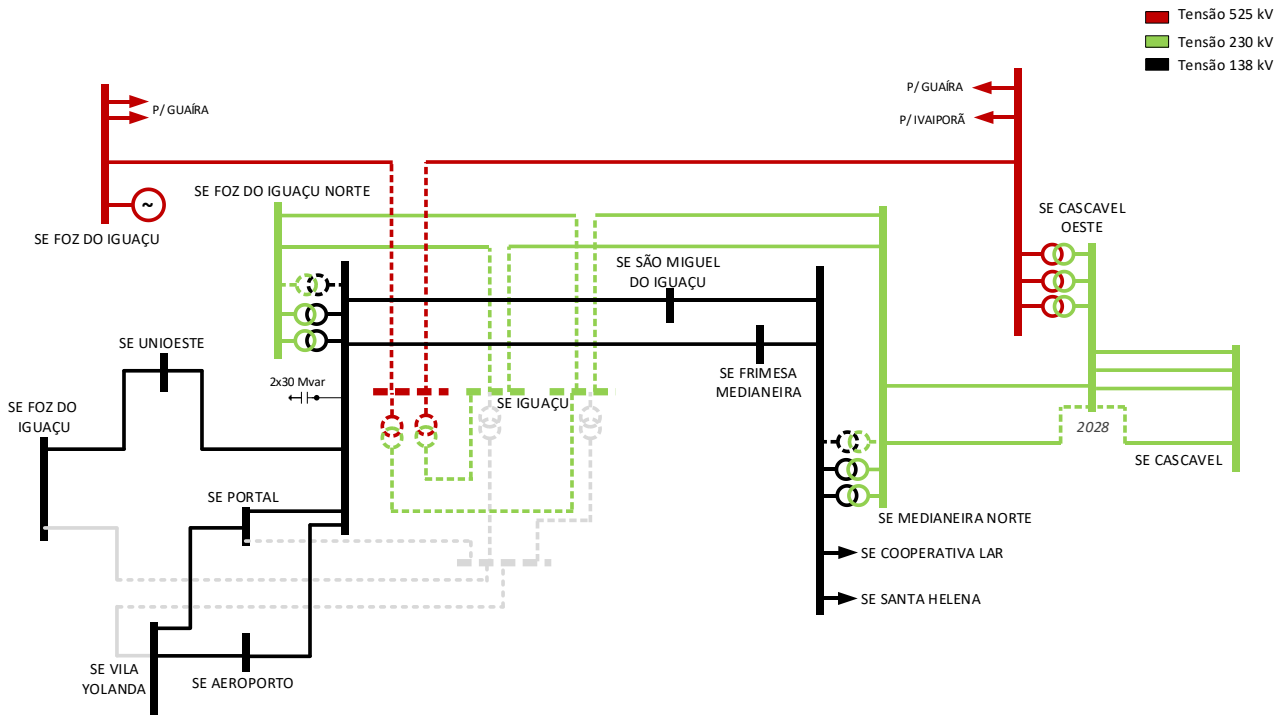 Tensão 525 kV
Tensão 230 kV
Tensão 138 kV
P/ GUAÍRA
P/ GUAÍRA
P/ IVAIPORÃ
SE FOZ DO IGUAÇU NORTE
SE FOZ DO IGUAÇU
~
SE CASCAVEL
OESTE
SE SÃO MIGUEL
DO IGUAÇU
SE UNIOESTE
SE FRIMESA
MEDIANEIRA
2x30 Mvar
SE IGUAÇU
SE FOZ DO
IGUAÇU
2028
SE CASCAVEL
SE PORTAL
SE MEDIANEIRA NORTE
SE COOPERATIVA LAR
SE SANTA HELENA
SE VILA
YOLANDA
SE AEROPORTO